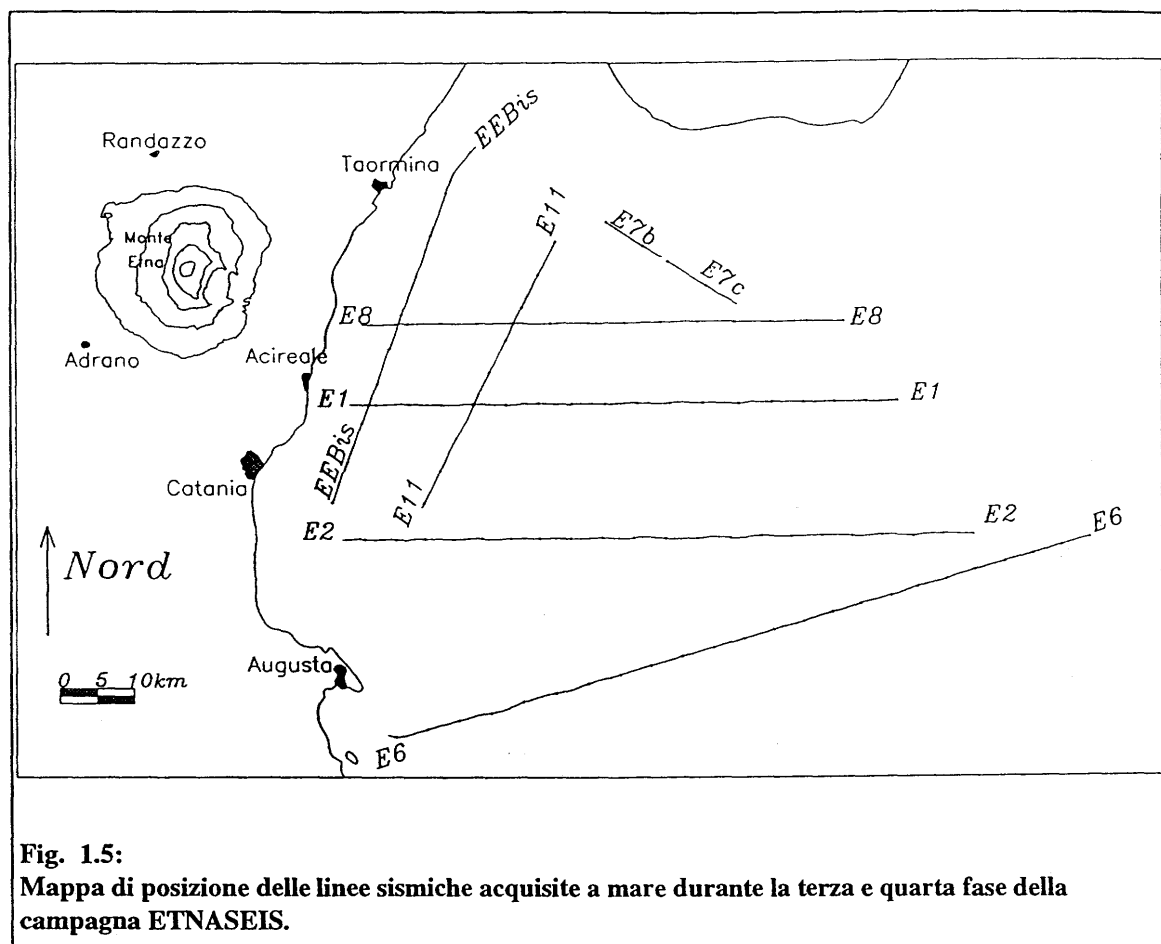 EEBis
Randazzo
Taormina
E11
E7b
Monte
Etna
E7c
E8
E8
Adrano
Acireale
E1
E1
EEBis
Catania
E11
E2
E2
E6
Nord
Augusta
0 5 10km
E6
Fig. 1.5:
Mappa di posizione delle linee sismiche acquisite a mare durante la terza e quarta fase della
campagna ETNASEIS.